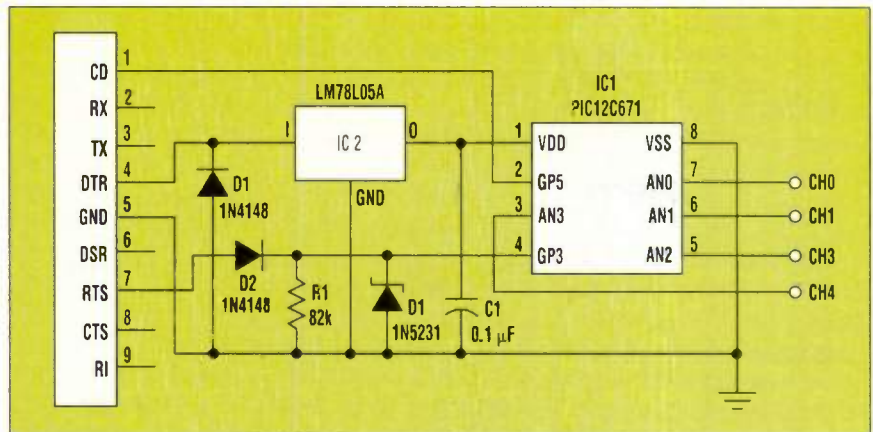 CD 1
RX 2
TX 3
DTR 4
GND 5
DSR 6
RTS 7
CTS 8
RI 9
D1
1N4148
D2
1N4148
R1
82k
LM78L05A
I IC 2 0
GND
D1
1N5231
C1
0.1 µF
IC1
PIC12C671
1 VDD VSS 8
2 GP5 AN0 7
3 AN3 AN1 6
4 GP3 AN2 5
CH0
CH1
CH3
CH4